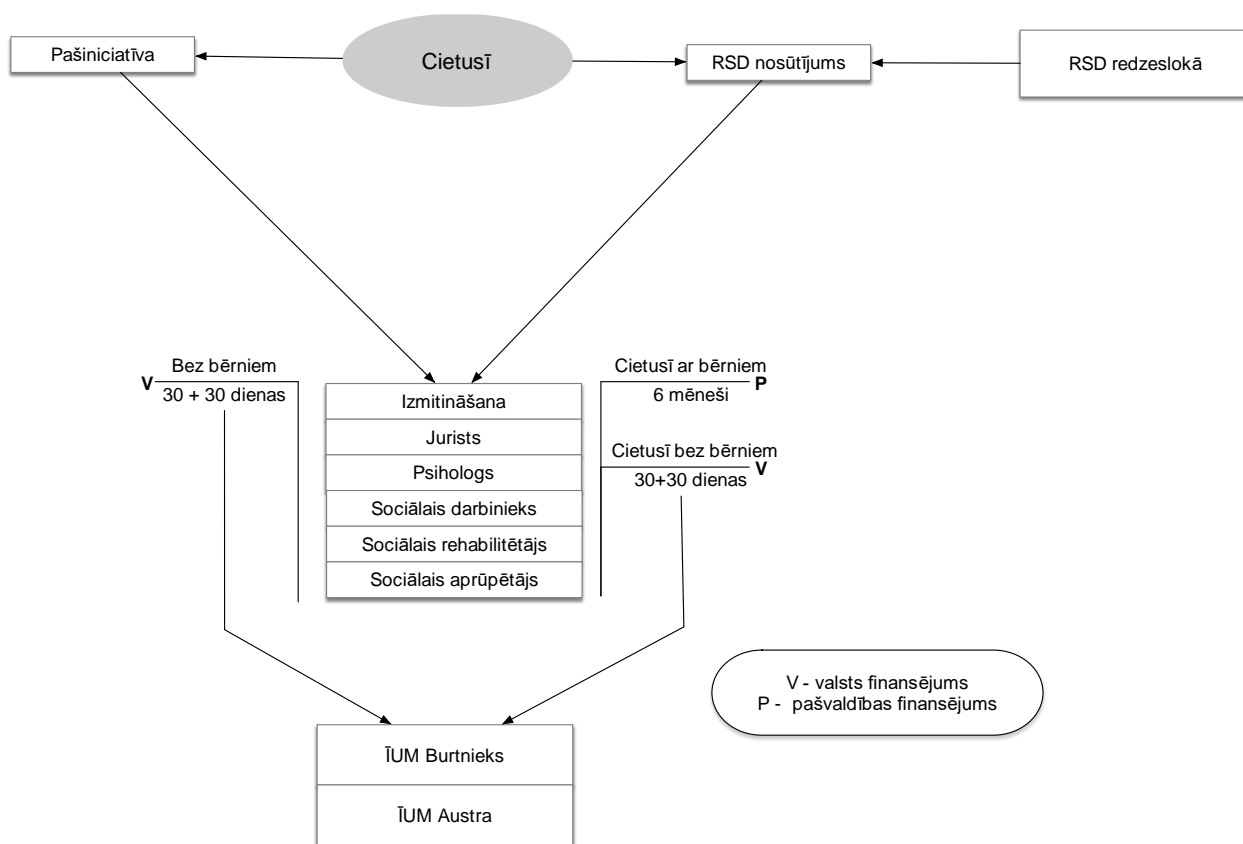 Pašiniciatīva
Cietusī
RSD nosūtījums
RSD redzeslokā
Bez bērniem
V
30 + 30 dienas
Izmitināšana
Jurists
Psihologs
Sociālais darbinieks
Sociālais rehabilitētājs
Sociālais aprūpētājs
Cietusī ar bērniem
P
6 mēneši
Cietusī bez bērniem
V
30+30 dienas
V - valsts finansējums
P - pašvaldības finansējums
ĪUM Burtnieks
ĪUM Austra